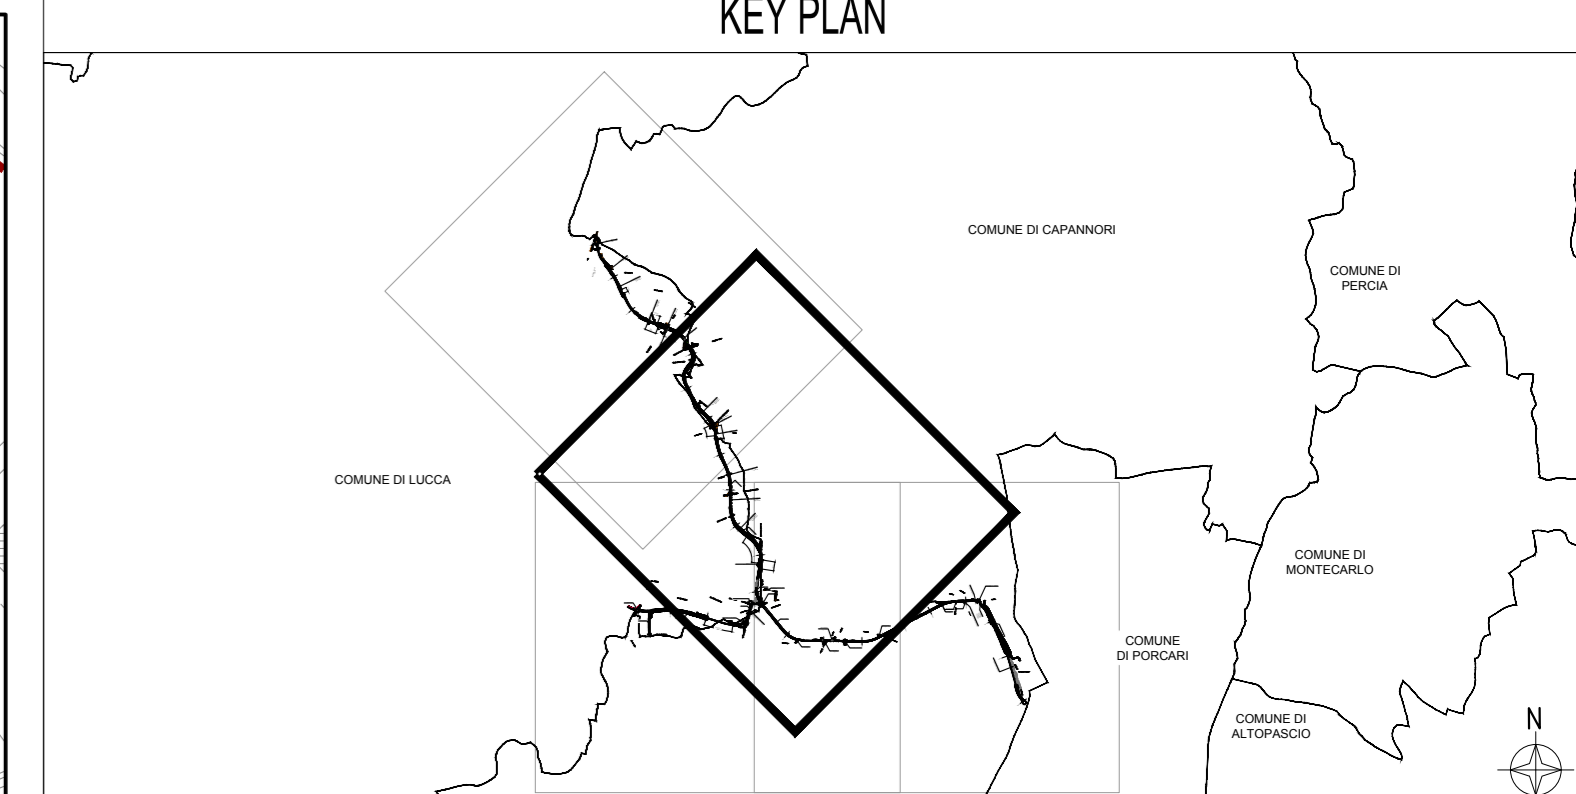 KEY PLAN
COMUNE DI CAPANNORI
COMUNE DI
PERCIA
COMUNE DI LUCCA
COMUNE DI
MONTECARLO
COMUNE
DI PORCARI
COMUNE DI
ALTOPASCIO
N